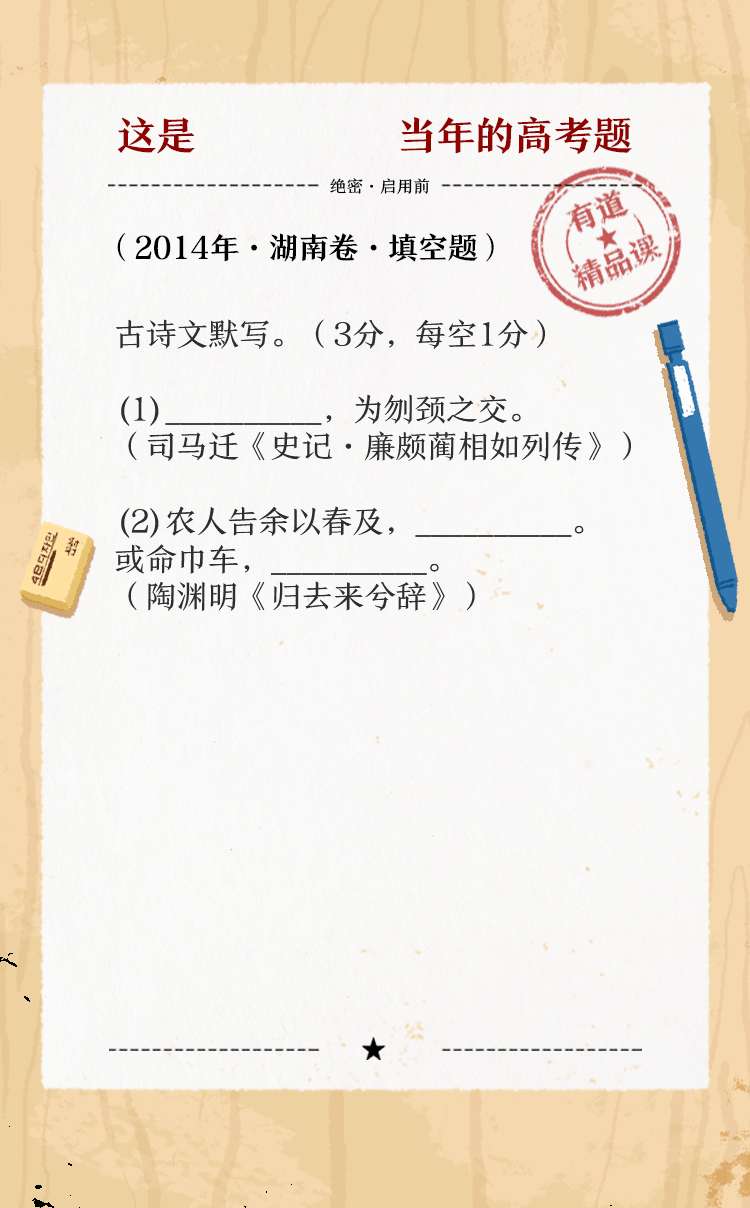 这是 当年的高考题
绝密·启用前
有道
精品课
（2014年·湖南卷·填空题）
古诗文默写。（3分，每空1分）
(1)__________，为刎颈之交。
（司马迁《史记·廉颇蔺相如列传》）
(2)农人告余以春及，__________。
或命巾车，__________。
（陶渊明《归去来兮辞》）